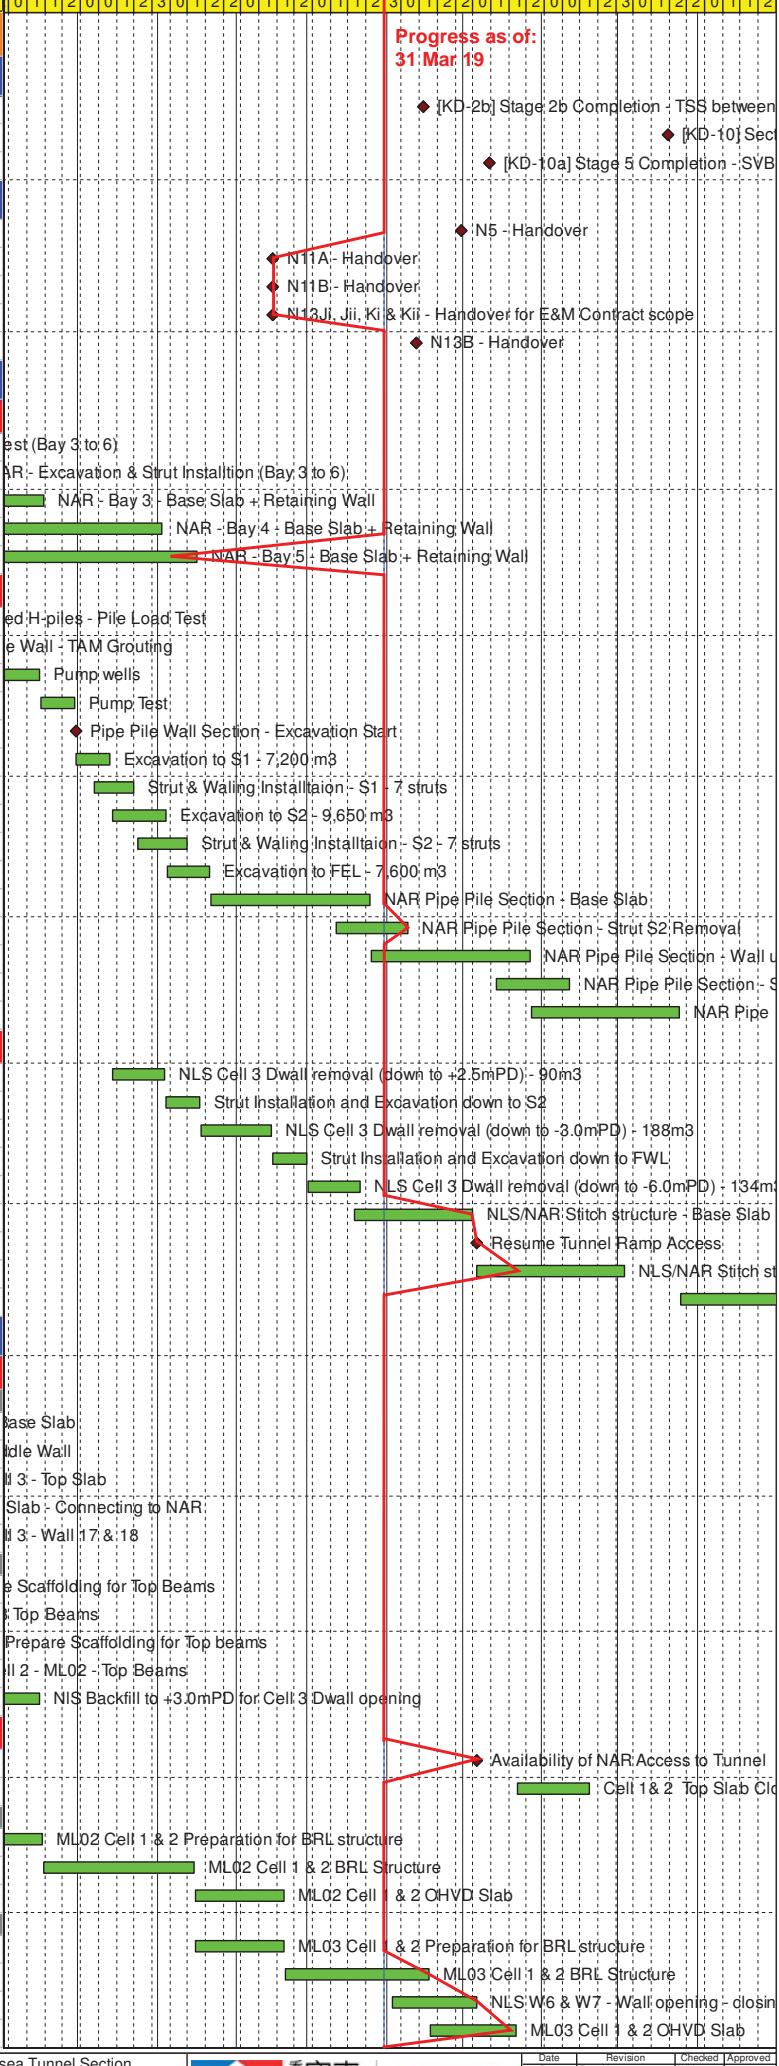 Progress as of:
31 Mar 19
[KD-2b] Stage 2b Completion - TSS between
[KD-10] Sect
[KD-10a] Stage 5 Completion - SVB
N5 - Handover
N11A - Handover
N11B - Handover
N13Ji, Jii, Ki & Kii - Handover for E&M Contract scope
N13B - Handover
est (Bay 3 to 6)
AR - Excavation & Strut Installtion (Bay 3 to 6)
NAR - Bay 3 - Base Slab + Retaining Wall
NAR - Bay 4 - Base Slab + Retaining Wall
NAR - Bay 5 - Base Slab + Retaining Wall
ed H-piles - Pile Load Test
e Wall - TAM Grouting
Pump wells
Pump Test
Pipe Pile Wall Section - Excavation Start
Excavation to S1 - 7,200 m3
Strut & Waling Installtaion - S1 - 7 struts
Excavation to S2 - 9,650 m3
Strut & Waling Installtaion - S2 - 7 struts
Excavation to FEL - 7,600 m3
NAR Pipe Pile Section - Base Slab
NAR Pipe Pile Section - Strut S2 Removal
NAR Pipe Pile Section - Wall u
NAR Pipe Pile Section - S
NAR Pipe
NLS Cell 3 Dwall removal (down to +2.5mPD) - 90m3
Strut Installation and Excavation down to S2
NLS Cell 3 Dwall removal (down to -3.0mPD) - 188m3
Strut Installation and Excavation down to FWL
NLS Cell 3 Dwall removal (down to -6.0mPD) - 134m3
NLS/NAR Stitch structure - Base Slab
Resume Tunnel Ramp Access
NLS/NAR Stitch st
Base Slab
ddle Wall
ll 3 - Top Slab
Slab - Connecting to NAR
ll 3 - Wall 17 & 18
e Scaffolding for Top Beams
3 Top Beams
Prepare Scaffolding for Top beams
ell 2 - ML02 - Top Beams
NIS Backfill to +3.0mPD for Cell 3 Dwall opening
Availability of NAR Access to Tunnel
Cell 1& 2 Top Slab Clo
ML02 Cell 1 & 2 Preparation for BRL structure
ML02 Cell 1 & 2 BRL Structure
ML02 Cell 1 & 2 OHVD Slab
ML03 Cell 1 & 2 Preparation for BRL structure
ML03 Cell 1 & 2 BRL Structure
NLS W6 & W7 - Wall opening - closin
ML03 Cell 1 & 2 OHVD Slab
sea Tunnel Section
Date Revision Checked Approved